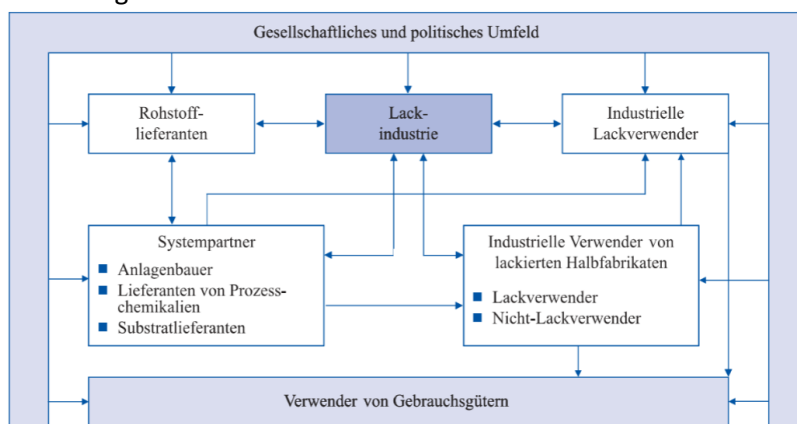 Gesellschaftliches und politisches Umfeld
Rohstoff-
lieferanten
Lack-
industrie
Industrielle
Lackverwender
Systempartner
Anlagenbauer
Lieferanten von Prozess-
chemikalien
Substratlieferanten
Industrielle Verwender von
lackierten Halbfabrikaten
Lackverwender
Nicht-Lackverwender
Verwender von Gebrauchsgütern